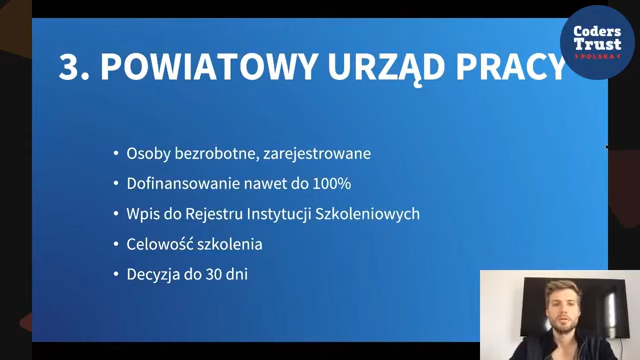 Coders
Trust
POLSKA
3. POWIATOWY URZĄD PRACY
• Osoby bezrobotne, zarejestrowane
• Dofinansowanie nawet do 100%
• Wpis do Rejestru Instytucji Szkoleniowych
• Celowość szkolenia
• Decyzja do 30 dni